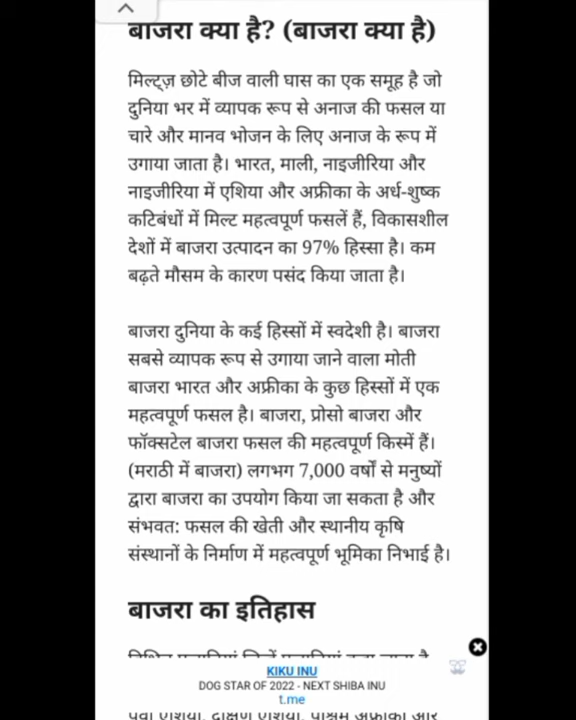 बाजरा क्या है? (बाजरा क्या है)
मिल्ट्ज़ छोटे बीज वाली घास का एक समूह है जो
दुनिया भर में व्यापक रूप से अनाज की फसल या
चारे और मानव भोजन के लिए अनाज के रूप में
उगाया जाता है। भारत, माली, नाइजीरिया और
नाइजीरिया में एशिया और अफ्रीका के अर्ध-शुष्क
कटिबंधों में मिल्ट महत्वपूर्ण फसलें हैं, विकासशील
देशों में बाजरा उत्पादन का 97% हिस्सा है। कम
बढ़ते मौसम के कारण पसंद किया जाता है।
बाजरा दुनिया के कई हिस्सों में स्वदेशी है। बाजरा
सबसे व्यापक रूप से उगाया जाने वाला मोती
बाजरा भारत और अफ्रीका के कुछ हिस्सों में एक
महत्वपूर्ण फसल है। बाजरा, प्रोसो बाजरा और
फॉक्सटेल बाजरा फसल की महत्वपूर्ण किस्में हैं।
(मराठी में बाजरा) लगभग 7,000 वर्षों से मनुष्यों
द्वारा बाजरा का उपयोग किया जा सकता है और
संभवत: फसल की खेती और स्थानीय कृषि
संस्थानों के निर्माण में महत्वपूर्ण भूमिका निभाई है।
बाजरा का इतिहास
KIKU INU
DOG STAR OF 2022 - NEXT SHIBA INU
t.me